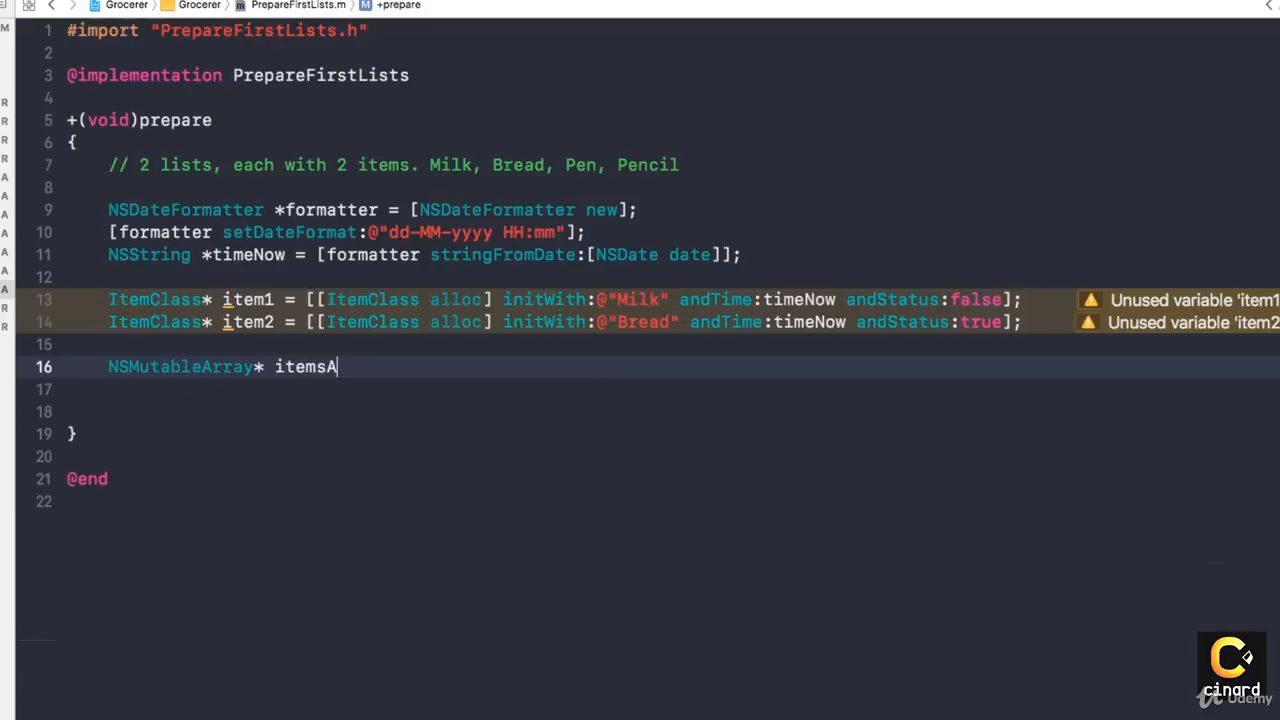 Grocerer Grocerer PrepareFirstLists.m M +prepare
1 #import "PrepareFirstLists.h"
2
3 @implementation PrepareFirstLists
4
5 +(void)prepare
6 {
7 // 2 lists, each with 2 items. Milk, Bread, Pen, Pencil
8
9 NSDateFormatter *formatter = [NSDateFormatter new];
10 [formatter setDateFormat:@"dd-MM-yyyy HH:mm"];
11 NSString *timeNow = [formatter stringFromDate:[NSDate date]];
12
13 ItemClass* item1 = [[ItemClass alloc] initWith:@"Milk" andTime:timeNow andStatus:false]; Unused variable 'item1
14 ItemClass* item2 = [[ItemClass alloc] initWith:@"Bread" andTime:timeNow andStatus:true]; Unused variable 'item2
15
16 NSMutableArray* itemsA
17
18
19 }
20
21 @end
22
M
R
R
R
R
A
A
A
A
A
A
A
R
R
cinard
Udemy